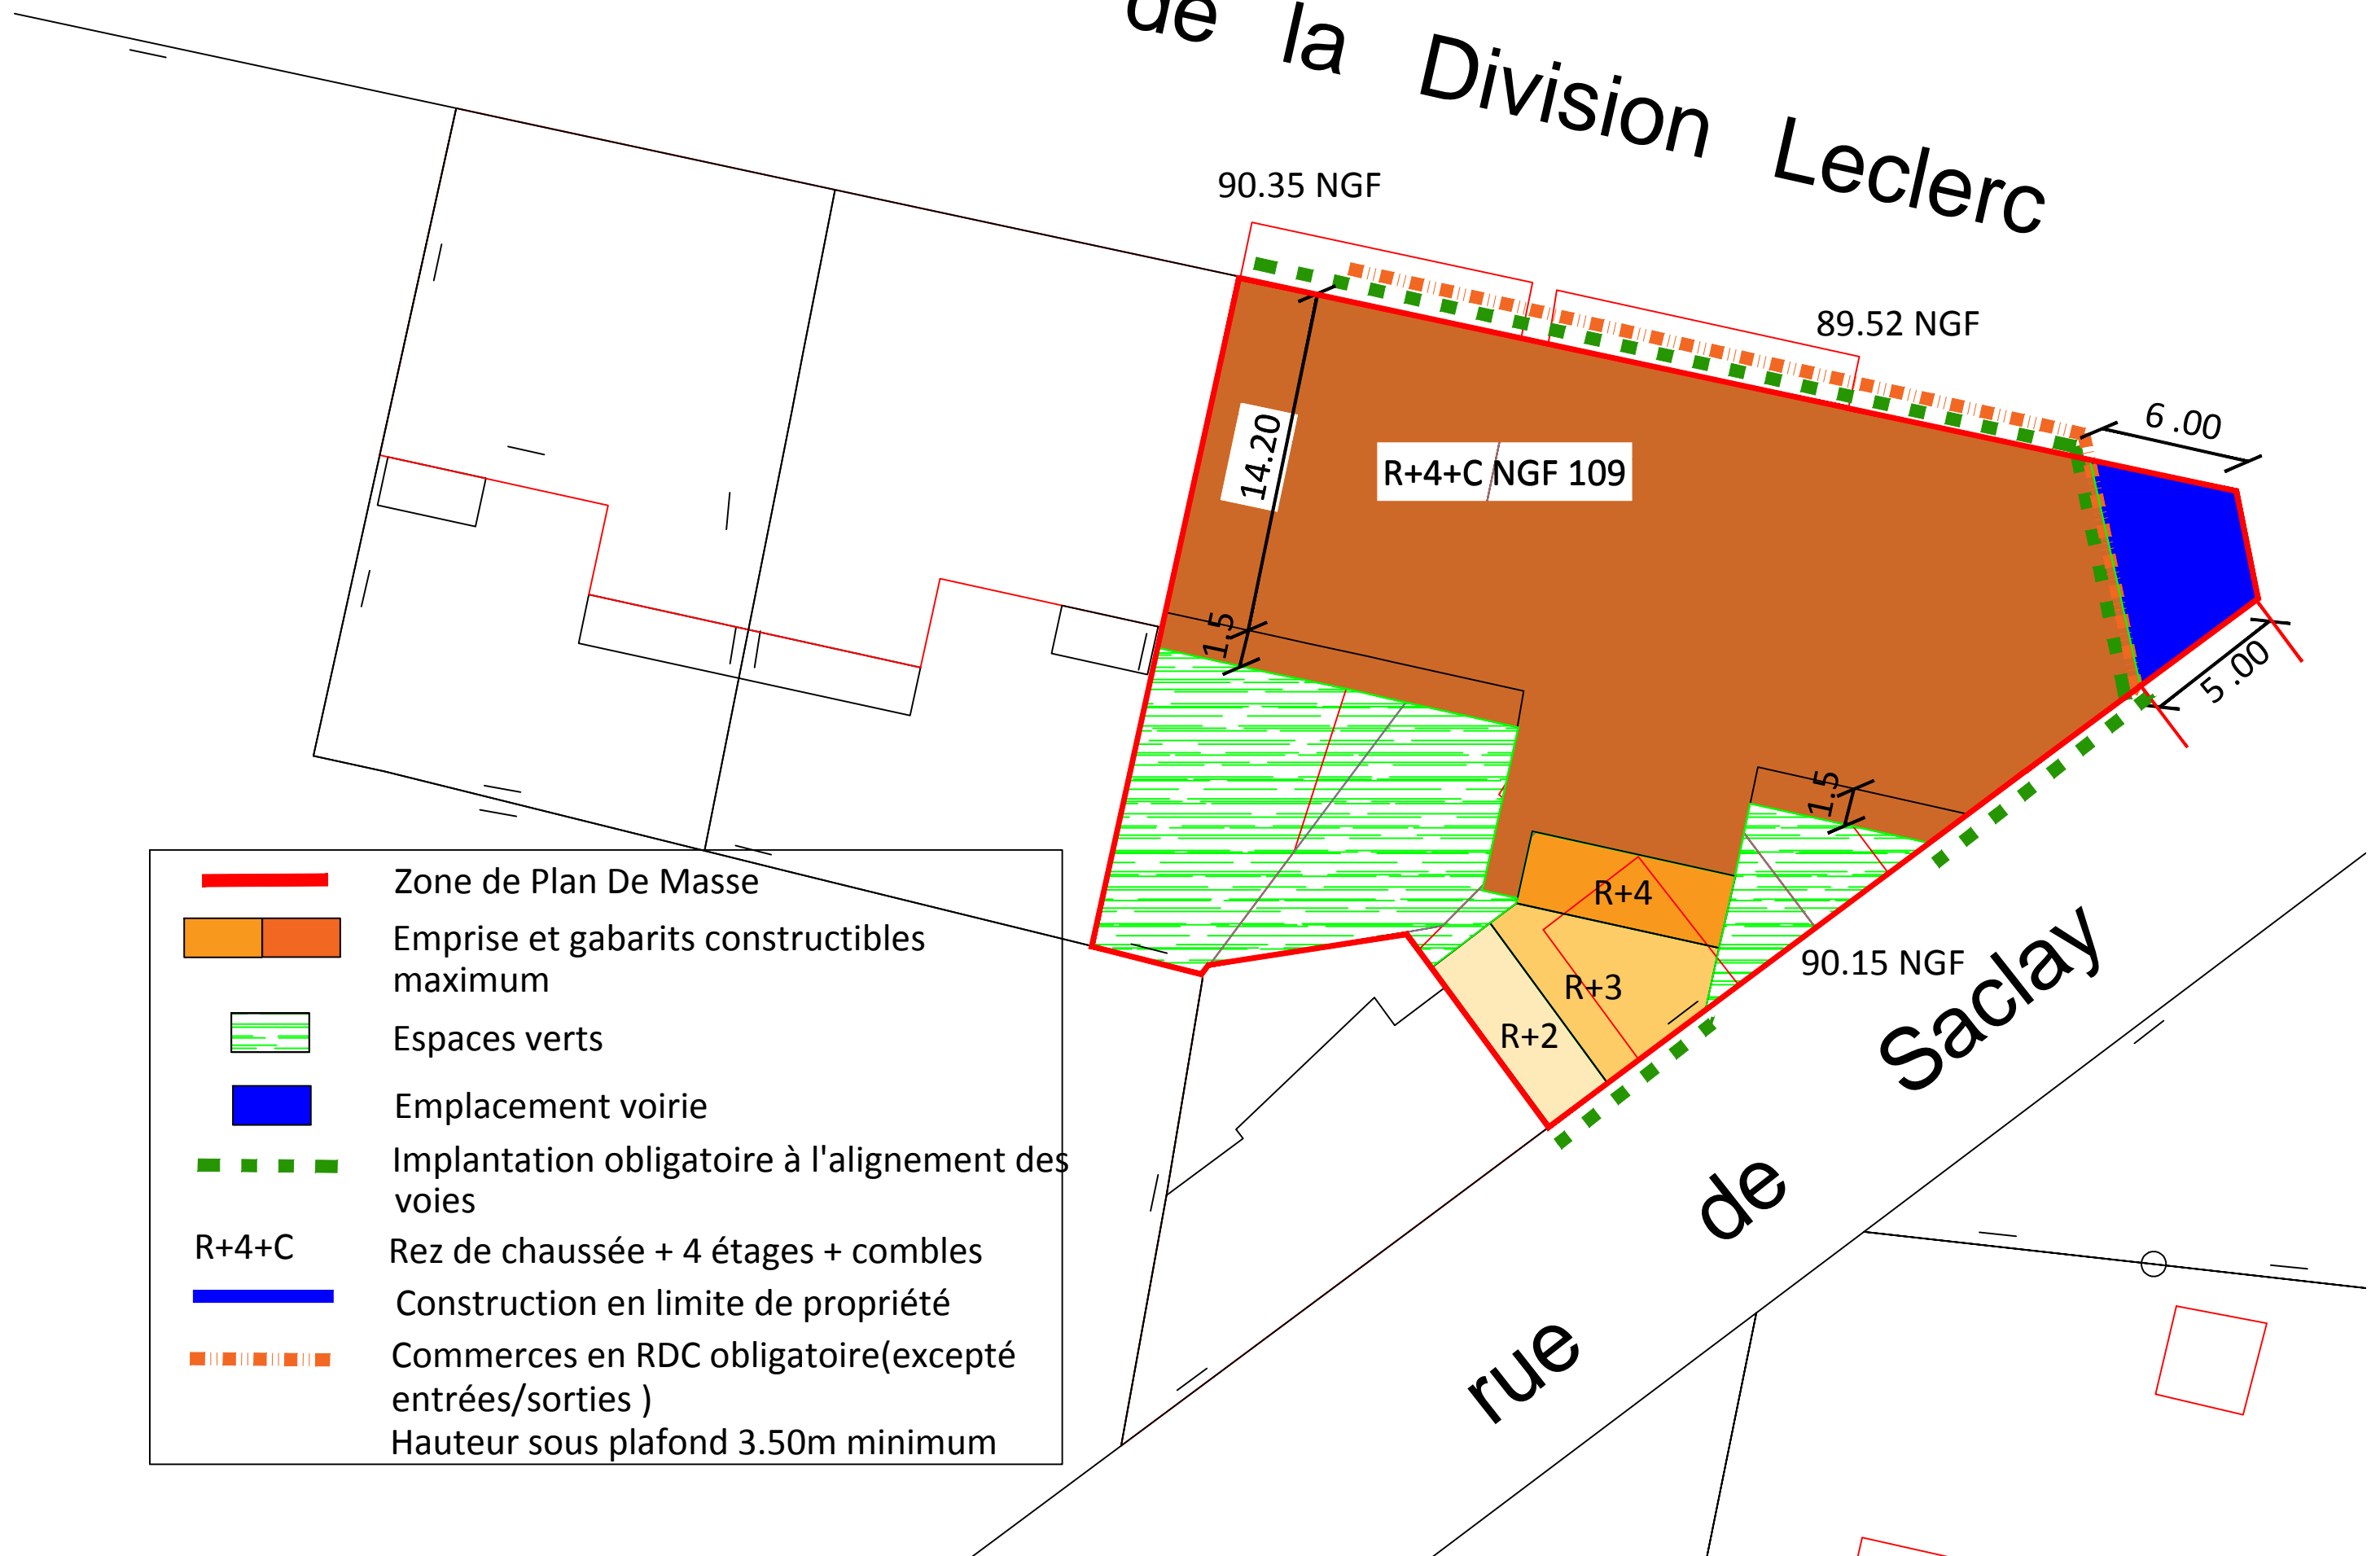 de la Division Leclerc
90.35 NGF
89.52 NGF
6 .00
14.20
R+4+C NGF 109
1.5
5 .00
1.5
R+4
R+3
R+2
90.15 NGF
rue de Saclay
Zone de Plan De Masse
Emprise et gabarits constructibles
maximum
Espaces verts
Emplacement voirie
Implantation obligatoire à l'alignement des
voies
R+4+C Rez de chaussée + 4 étages + combles
Construction en limite de propriété
Commerces en RDC obligatoire(excepté
entrées/sorties )
Hauteur sous plafond 3.50m minimum